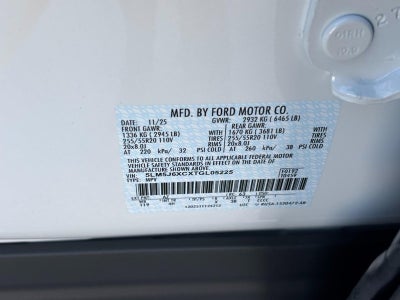 MFD. BY FORD MOTOR CO.
DATE: 11/25 GVWR: 2932 KG ( 6465 LB)
FRONT GAWR: REAR GAWR:
1336 KG ( 2945 LB) 1670 KG ( 3681 LB)
255/55R20 110V TIRES 255/55R20 110V
20x8.0J RIMS 20x8.0J
AT 220 kPa/ 32 PSI COLD AT 260 kPa/ 38 PSI COLD
THIS VEHICLE CONFORMS TO ALL APPLICABLE FEDERAL MOTOR
VEHICLE SAFETY STANDARDS IN EFFECT ON THE DATE OF
MANUFACTURE SHOWN ABOVE.
VIN: 5LM5J6XCXTGL05225
TYPE: MPV
F0192
T0459